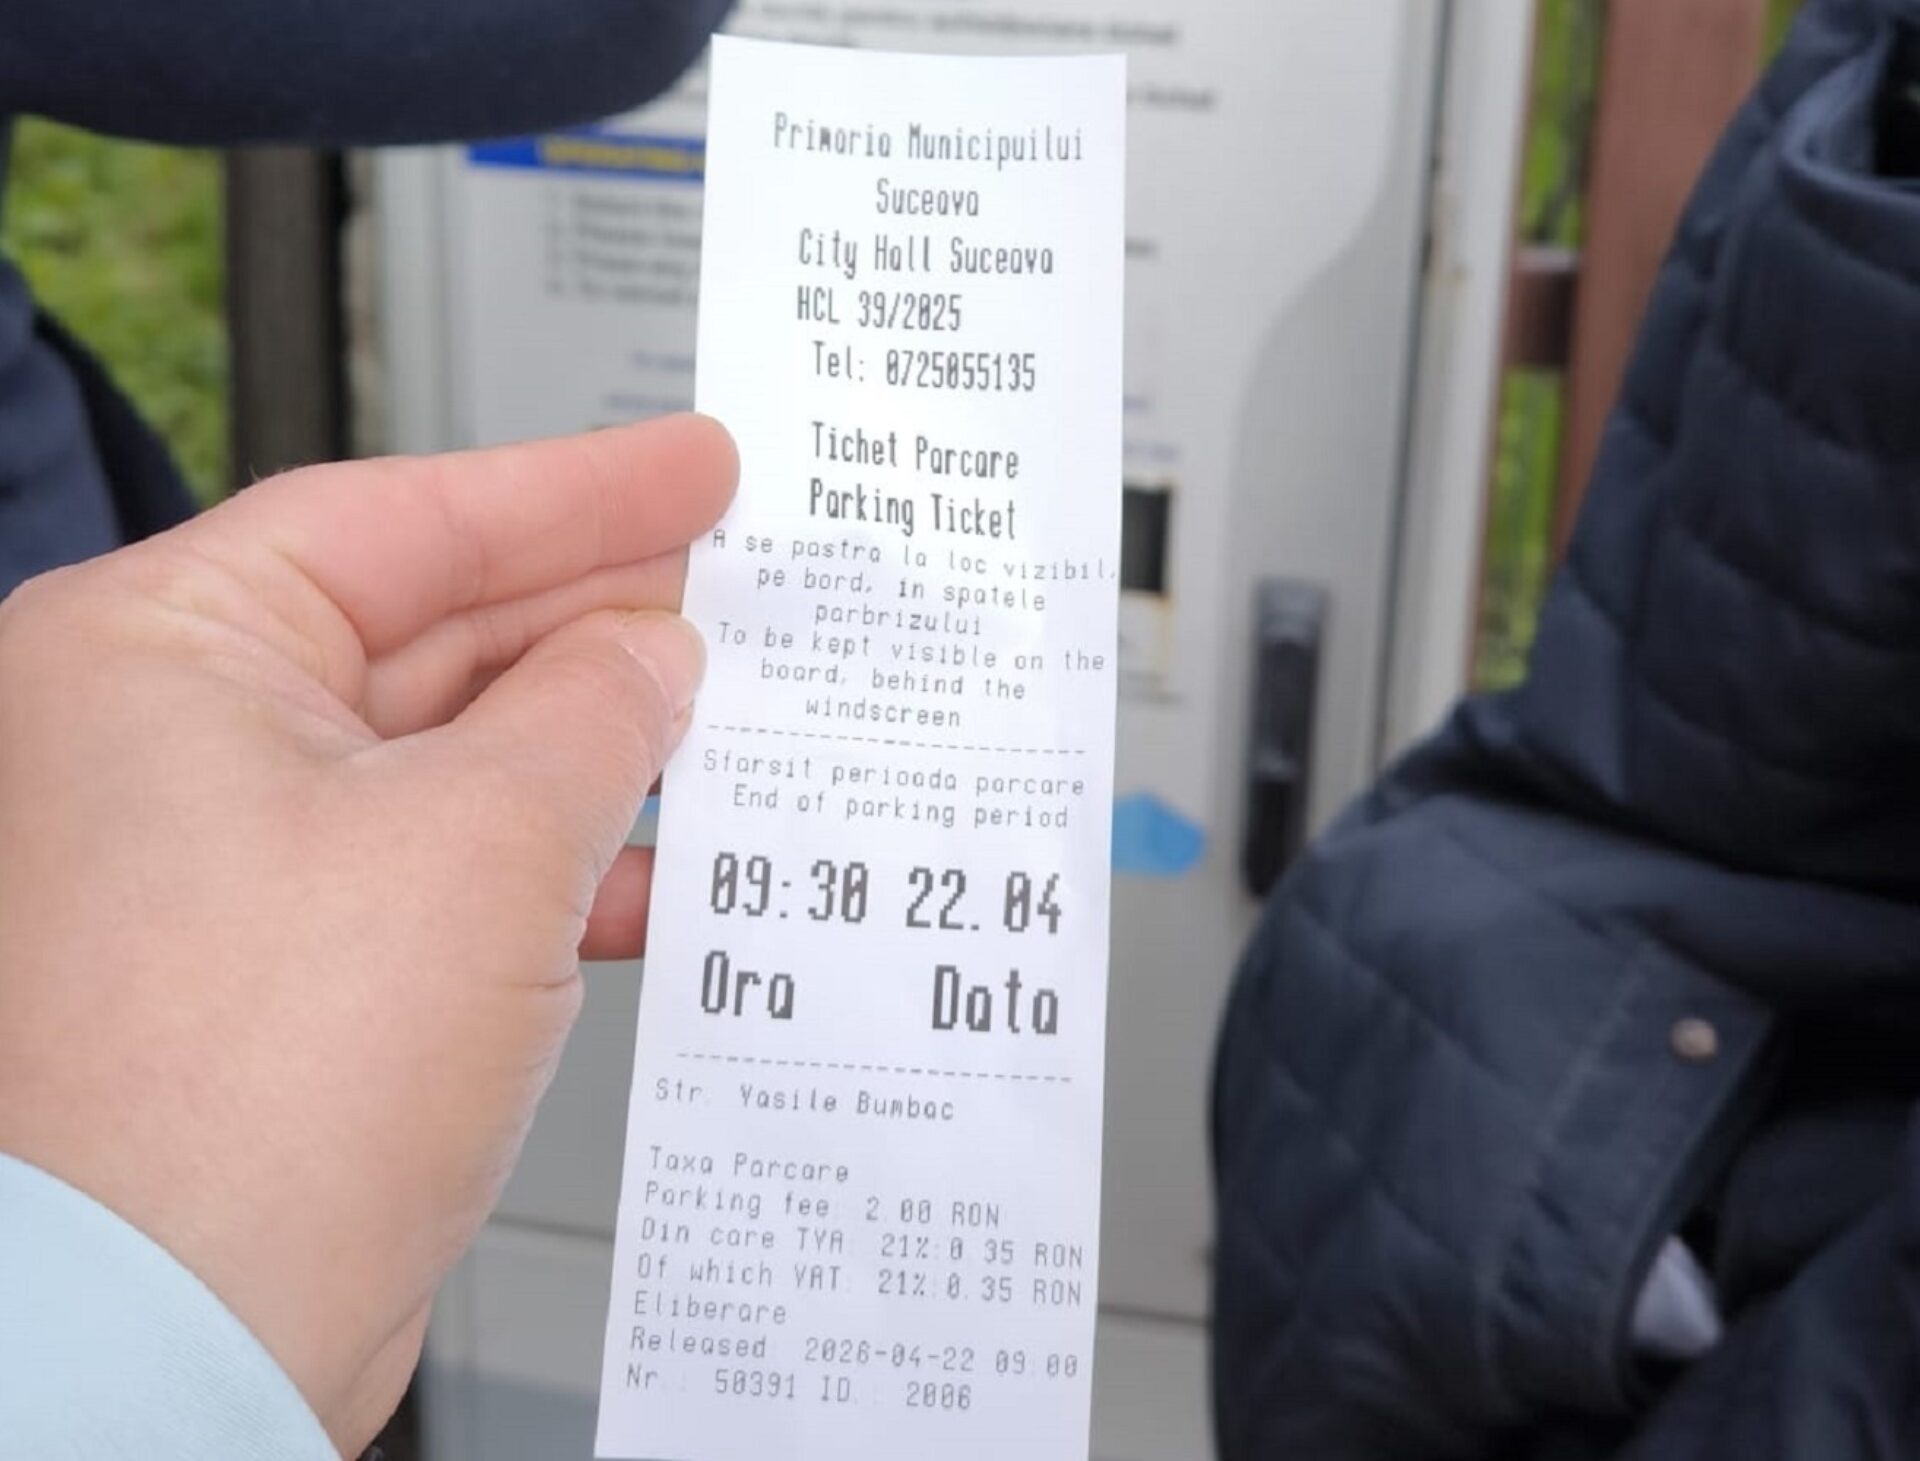 Primaria Municipuilui
Suceava
City Hall Suceava
HCL 39/2025
Tel: 0725055135
Tichet Parcare
Parking Ticket
A se pastra la loc vizibil,
pe bord, in spatele
parbrizului
To be kept visible on the
board, behind the
windscreen
Sfarsit perioada parcare
End of parking period
09:30 22.04
Ora Data
Str. Vasile Bumbac
Taxa Parcare
Parking fee: 2.00 RON
Din care TVA: 21%:0.35 RON
Of which VAT: 21%:0.35 RON
Eliberare
Released: 2026-04-22 09:00
Nr.: 50391 ID.: 2006